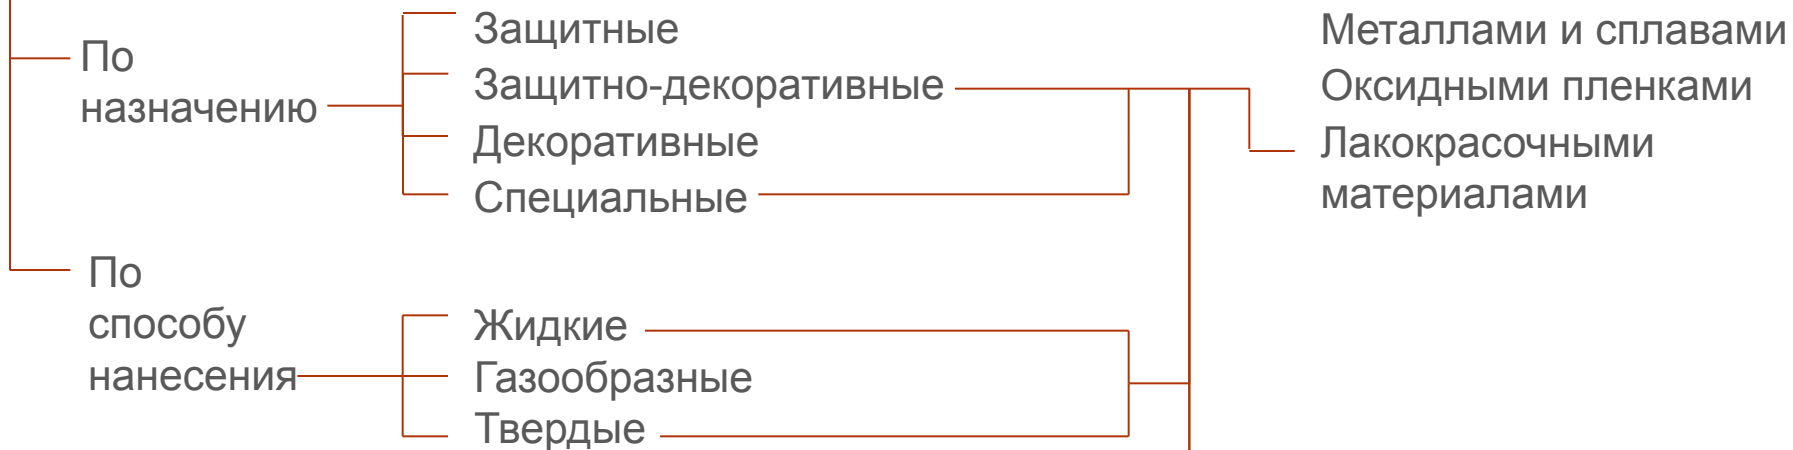 По
назначению
Защитные
Защитно-декоративные
Декоративные
Специальные
Металлами и сплавами
Оксидными пленками
Лакокрасочными
материалами
По
способу
нанесения
Жидкие
Газообразные
Твердые